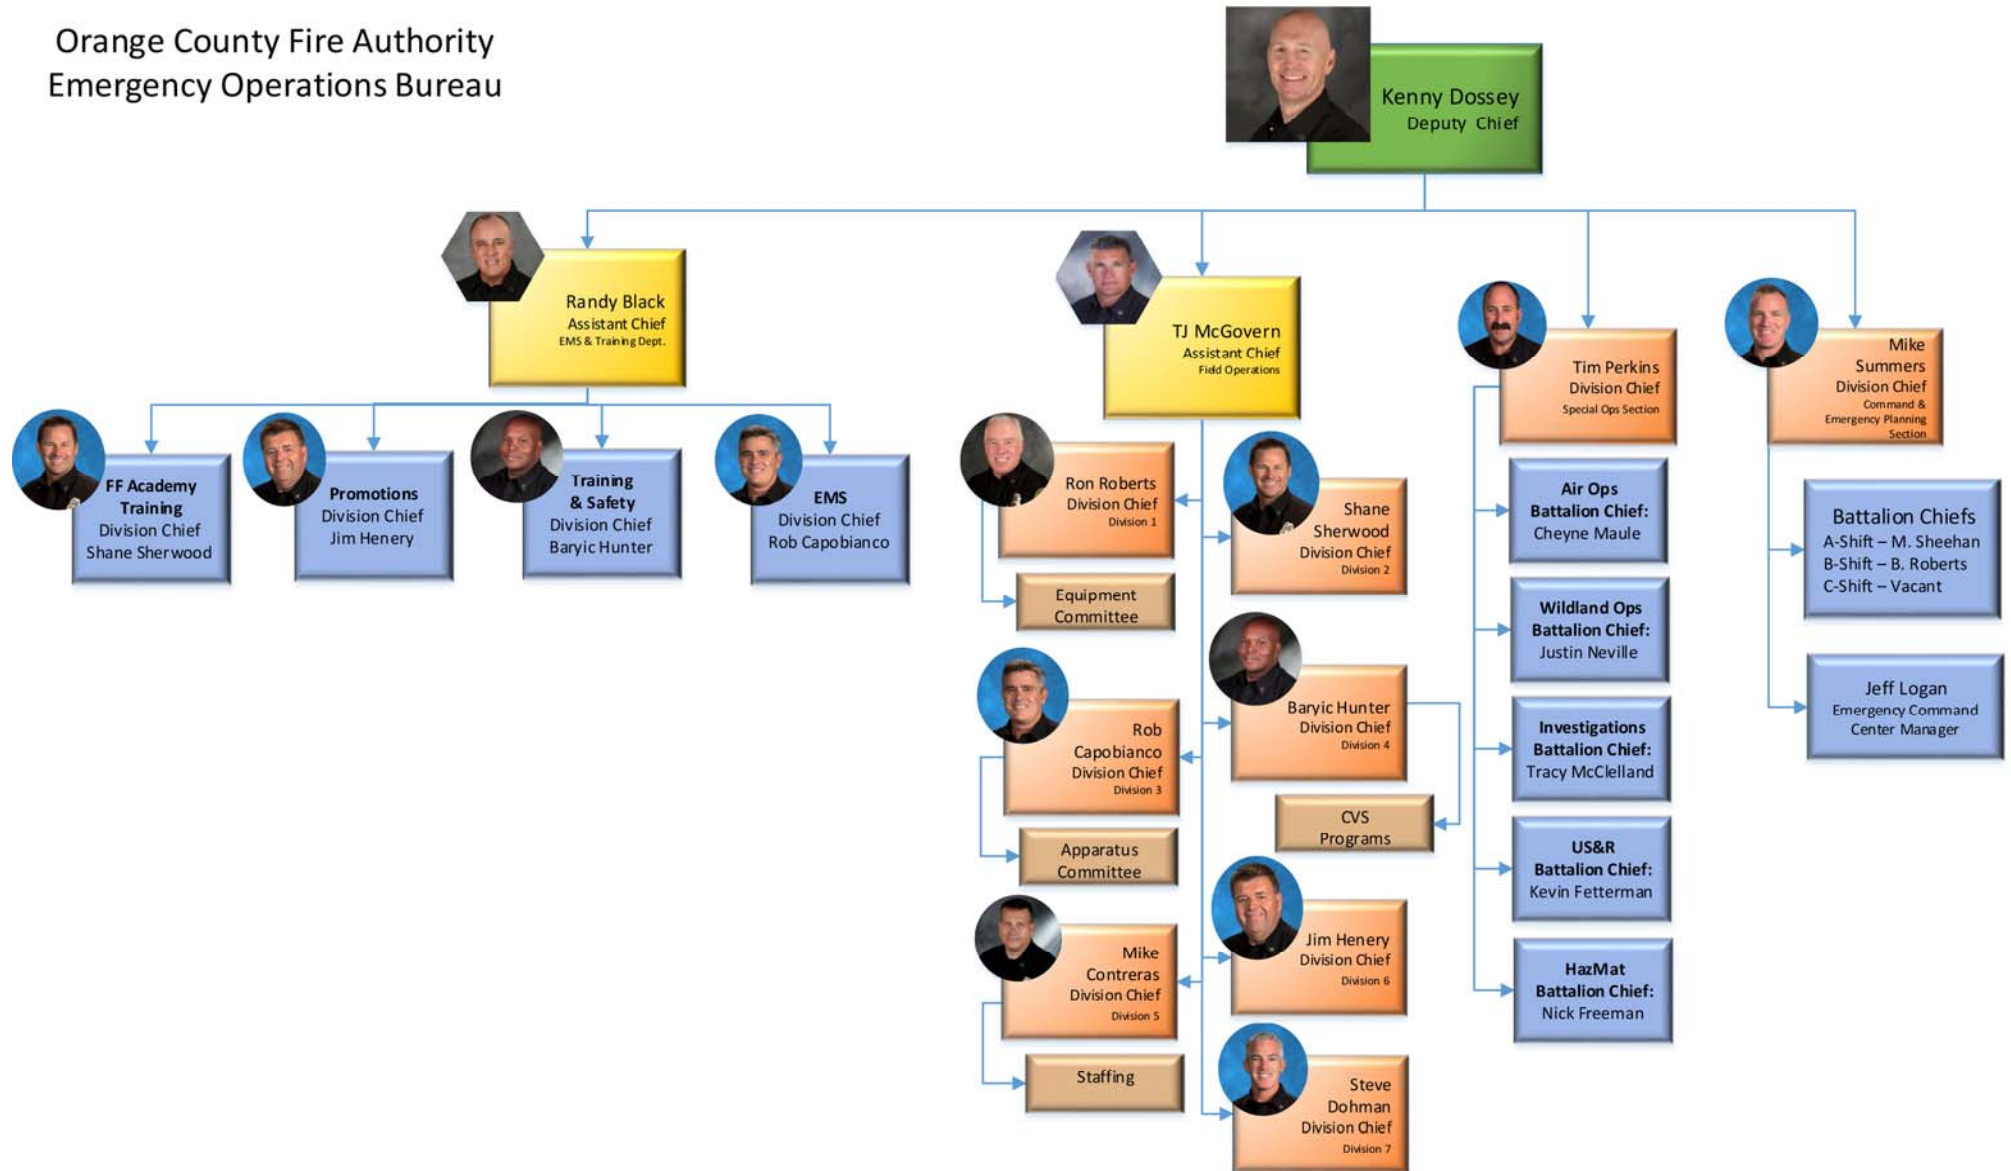 Orange County Fire Authority
Emergency Operations Bureau
Kenny Dossey
Deputy Chief
Randy Black
Assistant Chief
EMS & Training Dept.
FF Academy
Training
Division Chief
Shane Sherwood
Promotions
Division Chief
Jim Henery
Training
& Safety
Division Chief
Baryic Hunter
EMS
Division Chief
Rob Capobianco
TJ McGovern
Assistant Chief
Field Operations
Ron Roberts
Division Chief
Division 1
Equipment
Committee
Shane
Sherwood
Division Chief
Division 2
Rob
Capobianco
Division Chief
Division 3
Apparatus
Committee
Baryic Hunter
Division Chief
Division 4
CVS
Programs
Mike
Contreras
Division Chief
Division 5
Staffing
Jim Henery
Division Chief
Division 6
Steve
Dohman
Division Chief
Division 7
Tim Perkins
Division Chief
Special Ops Section
Air Ops
Battalion Chief:
Cheyne Maule
Wildland Ops
Battalion Chief:
Justin Neville
Investigations
Battalion Chief:
Tracy McClelland
US&R
Battalion Chief:
Kevin Fetterman
HazMat
Battalion Chief:
Nick Freeman
Mike
Summers
Division Chief
Command &
Emergency Planning
Section
Battalion Chiefs
A-Shift – M. Sheehan
B-Shift – B. Roberts
C-Shift – Vacant
Jeff Logan
Emergency Command
Center Manager